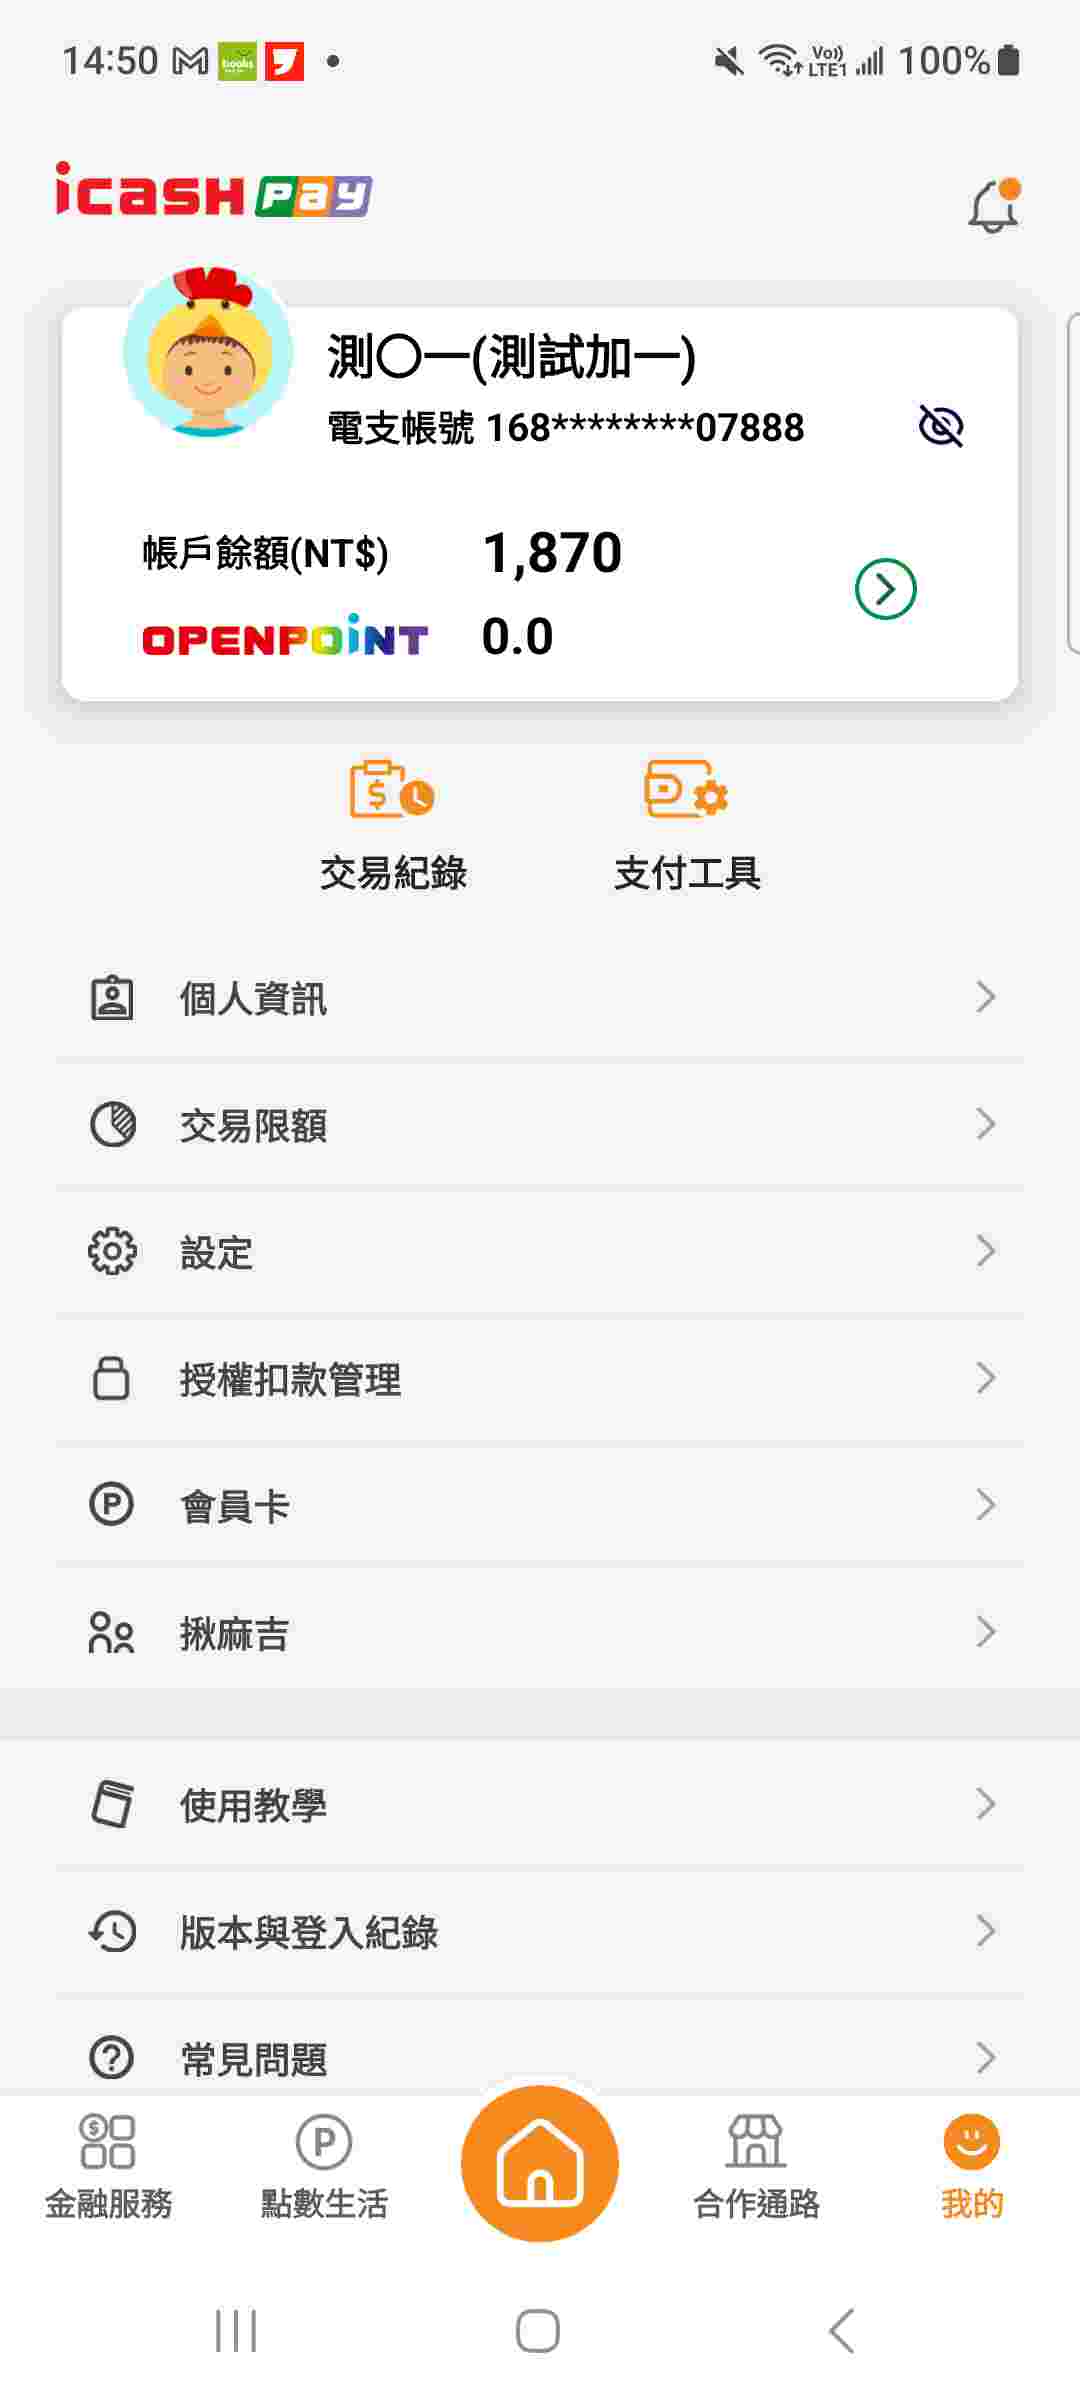 14:50
books
Vo))
LTE1
100%
icash Pay
測〇一(測試加一)
電支帳號 168********07888
帳戶餘額(NT$) 1,870
OPENPOINT 0.0
交易紀錄 支付工具
個人資訊
交易限額
設定
授權扣款管理
P 會員卡
揪麻吉
使用教學
版本與登入紀錄
常見問題
金融服務 點數生活 合作通路 我的